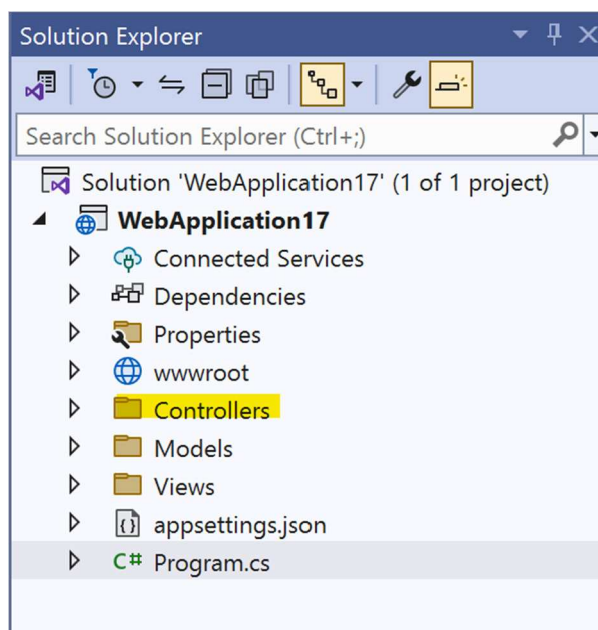 Solution Explorer
Search Solution Explorer (Ctrl+;)
Solution 'WebApplication17' (1 of 1 project)
WebApplication17
Connected Services
Dependencies
Properties
wwwroot
Controllers
Models
Views
appsettings.json
C# Program.cs